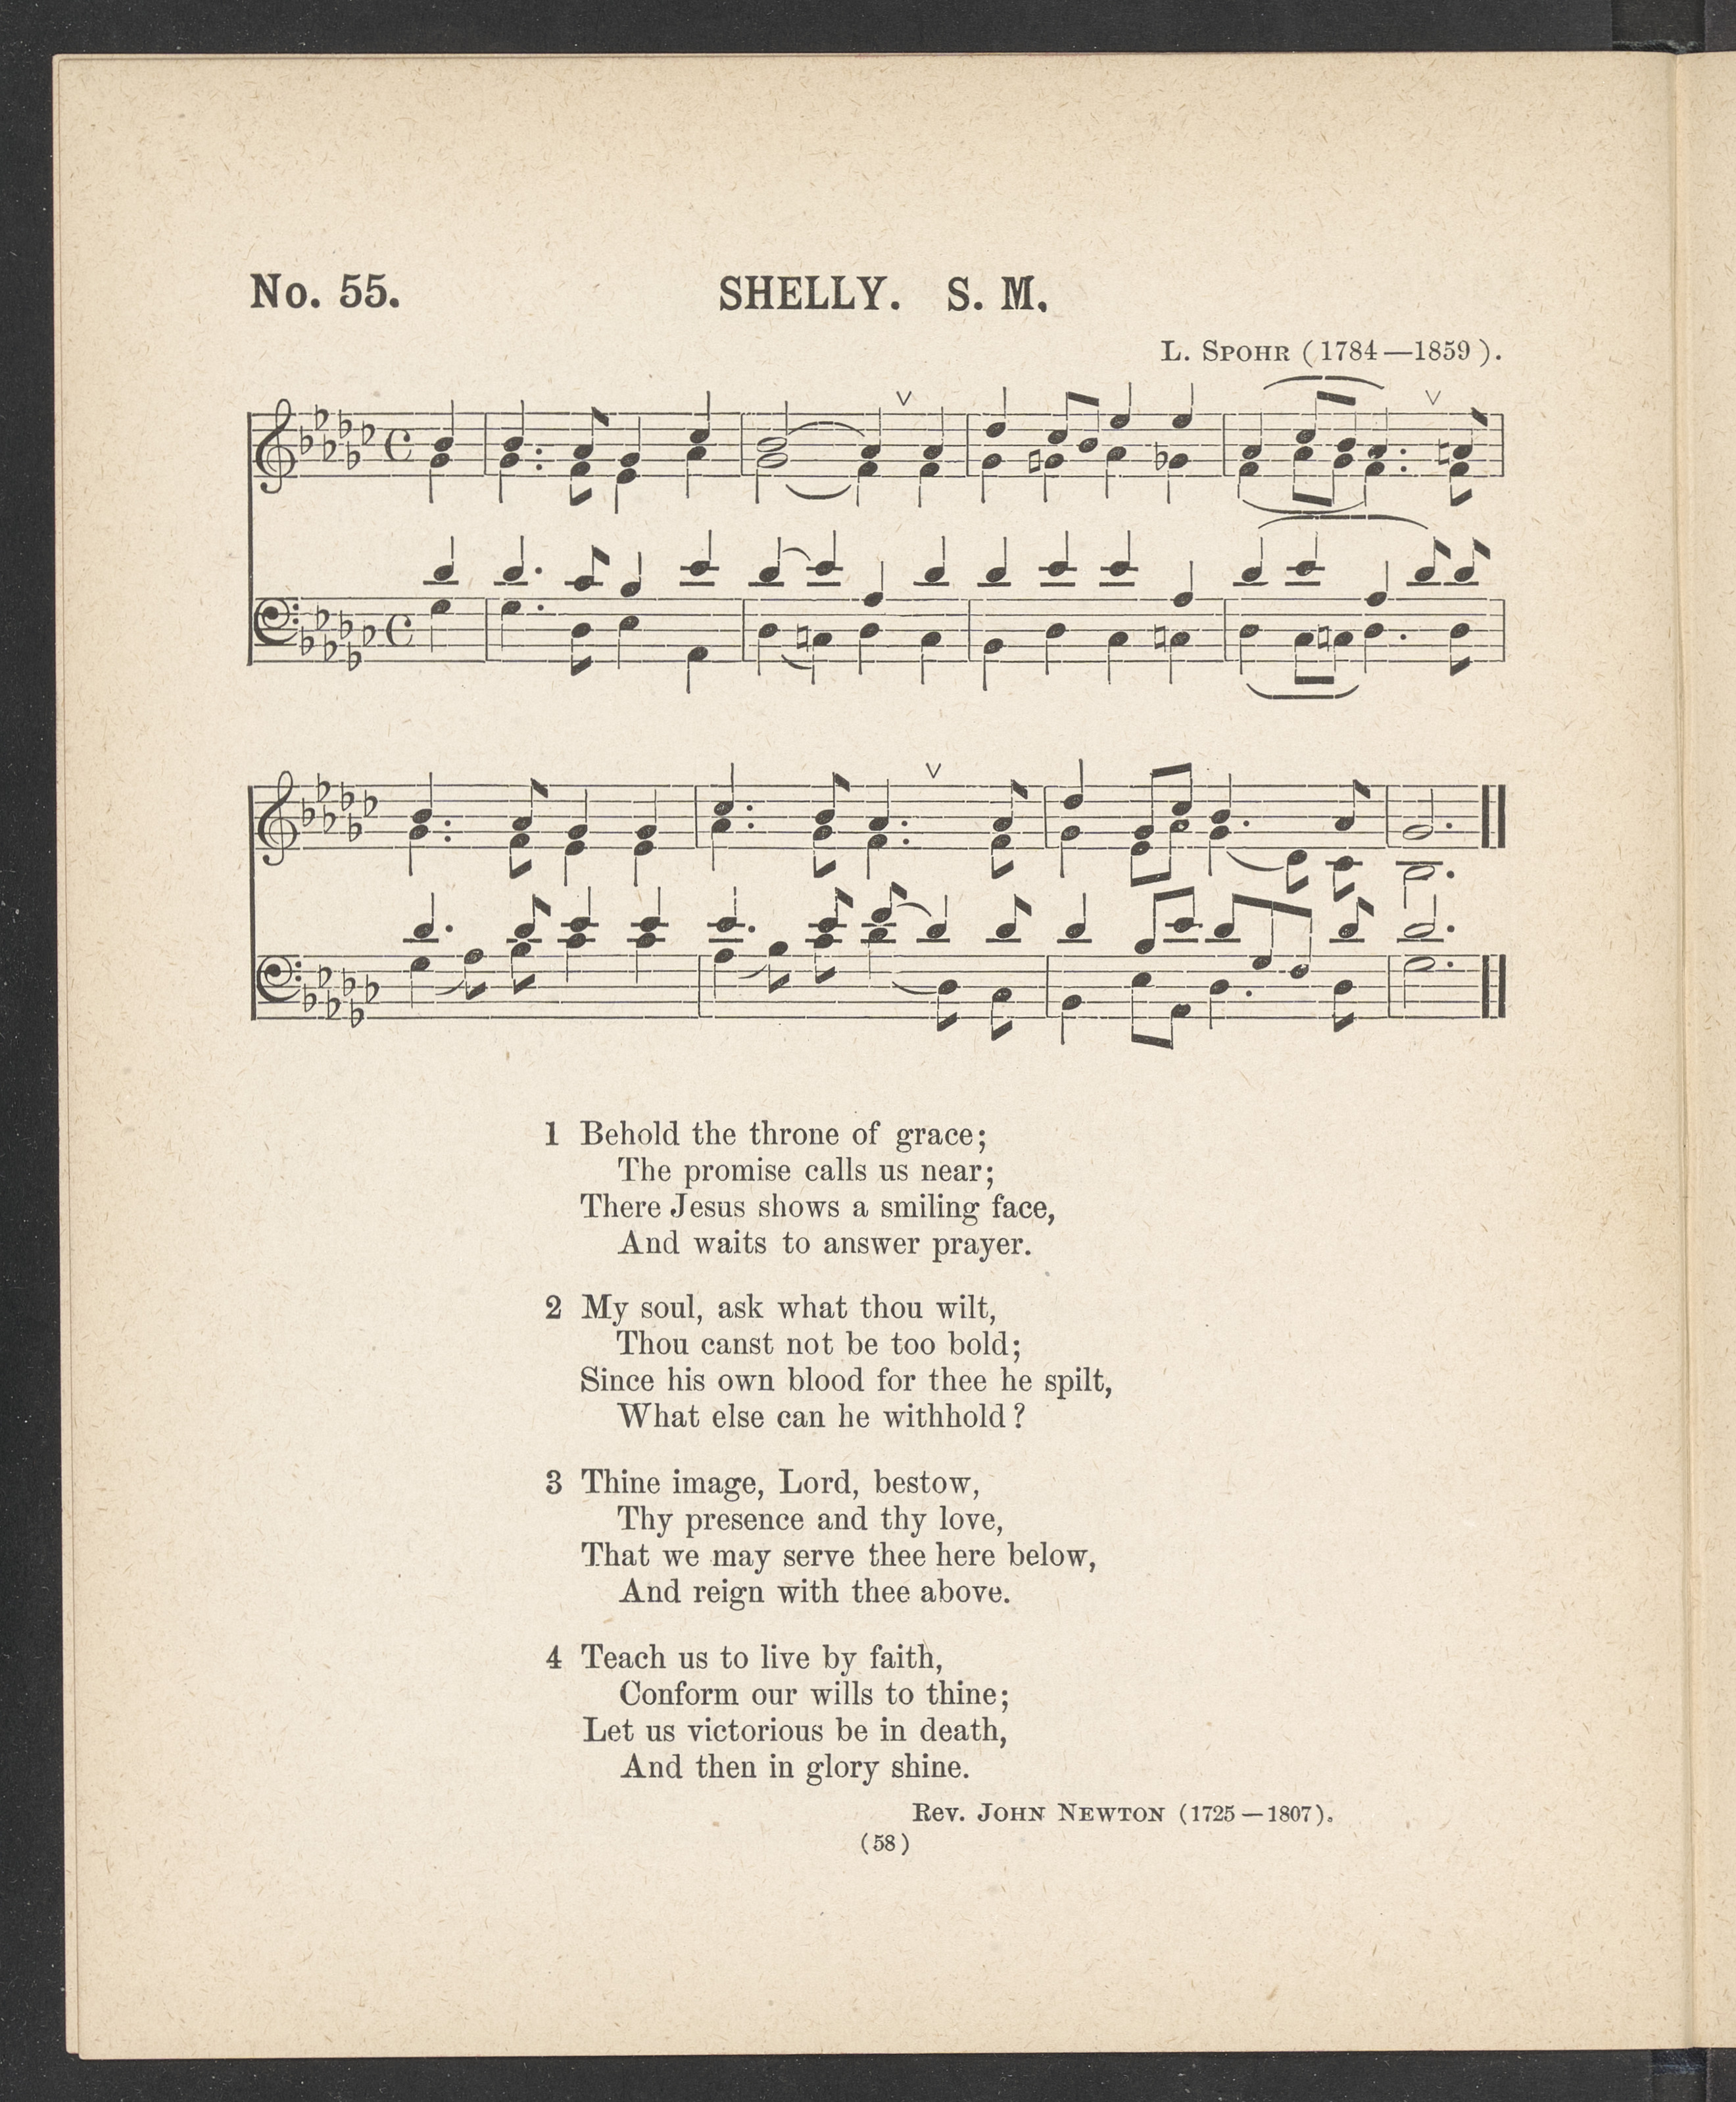 No. 55.
SHELLY. S. M.
L. SPOHR (1784—1859).
1 Behold the throne of grace;
The promise calls us near;
There Jesus shows a smiling face,
And waits to answer prayer.
2 My soul, ask what thou wilt,
Thou canst not be too bold;
Since his own blood for thee he spilt,
What else can he withhold?
3 Thine image, Lord, bestow,
Thy presence and thy love,
That we may serve thee here below,
And reign with thee above.
4 Teach us to live by faith,
Conform our wills to thine;
Let us victorious be in death,
And then in glory shine.
Rev. JOHN NEWTON (1725—1807).
(58)